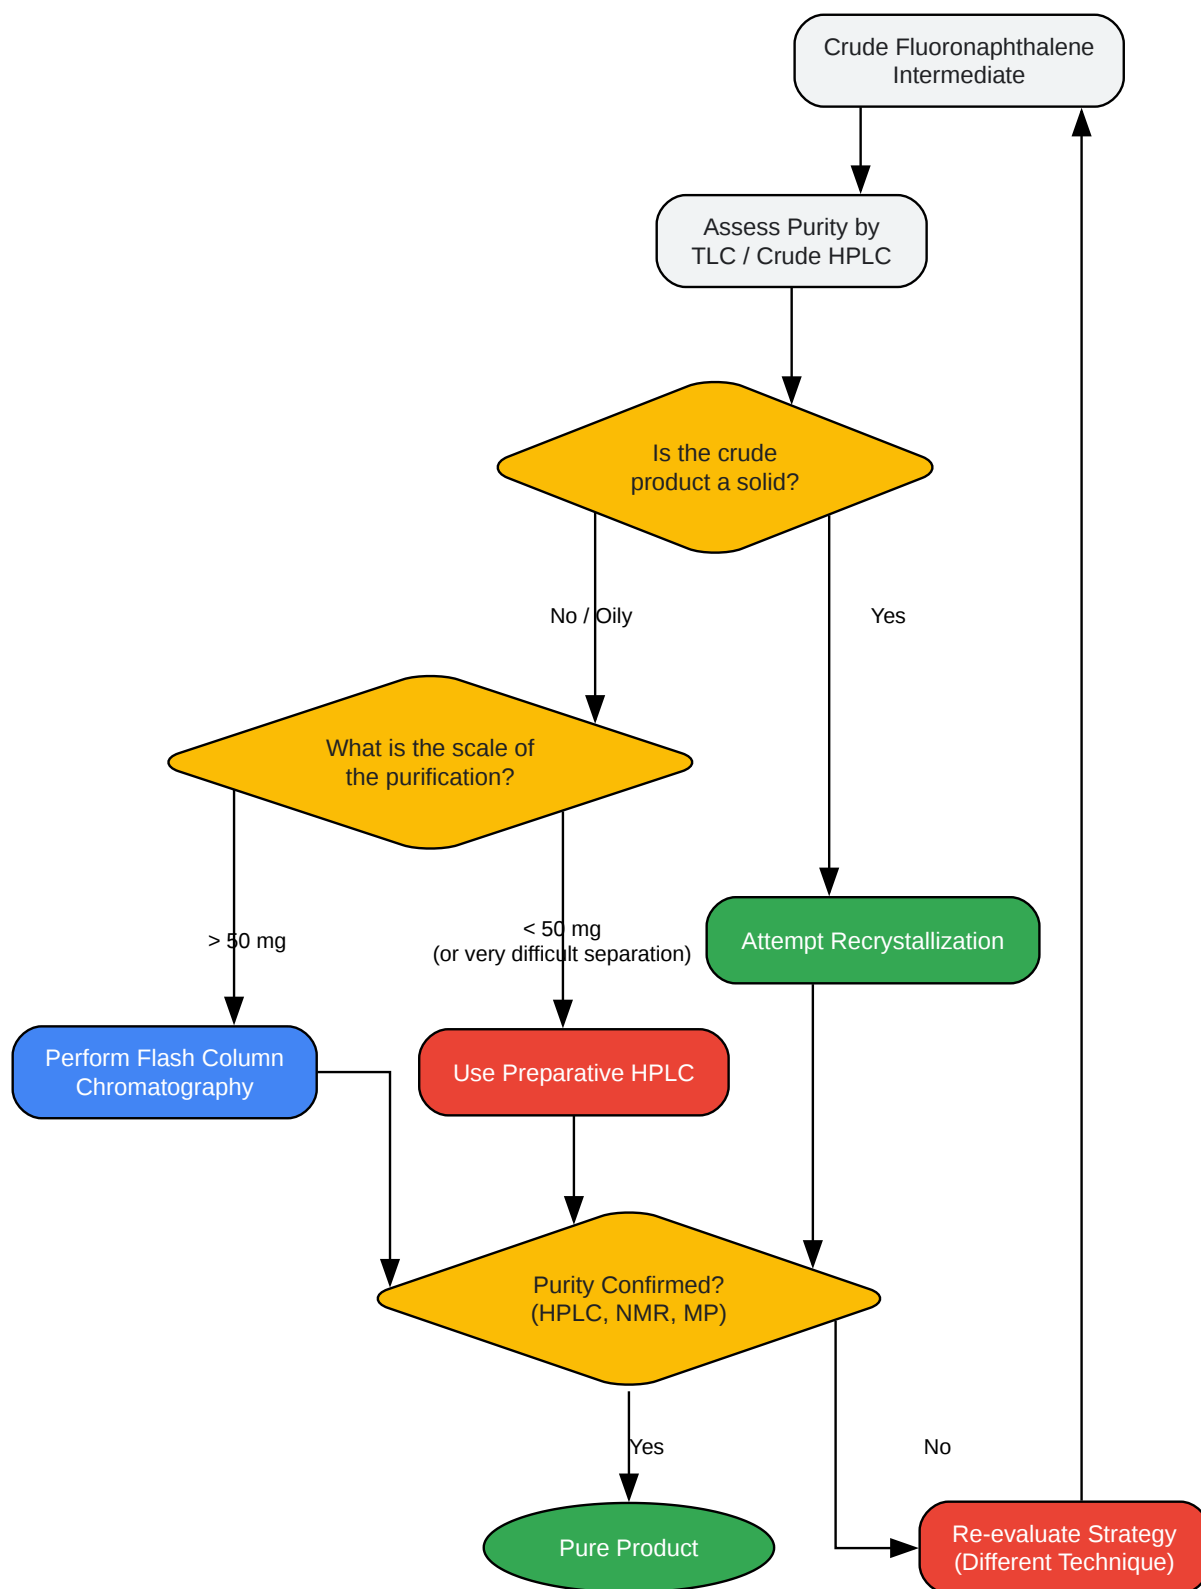 Crude Fluoronaphthalene
Intermediate
Assess Purity by
TLC / Crude HPLC
Is the crude
product a solid?
No / Oily
Yes
What is the scale of
the purification?
> 50 mg
< 50 mg
(or very difficult separation)
Attempt Recrystallization
Perform Flash Column
Chromatography
Use Preparative HPLC
Purity Confirmed?
(HPLC, NMR, MP)
Yes
No
Pure Product
Re-evaluate Strategy
(Different Technique)